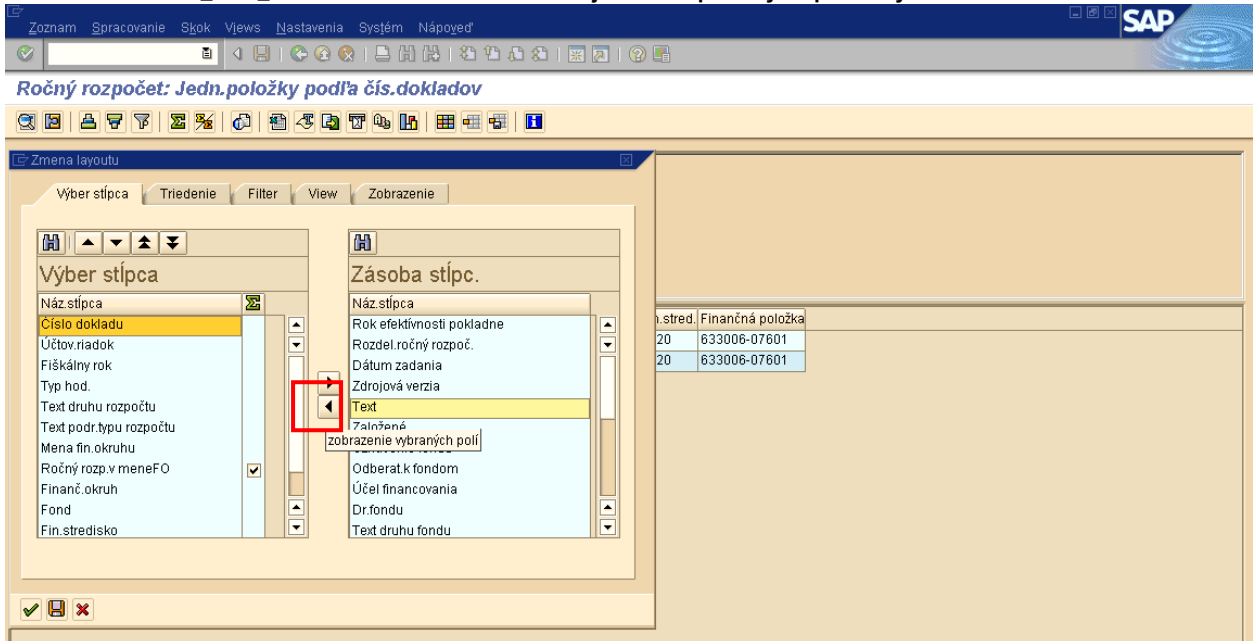 Zoznam Spracovanie Skok Views Nastavenia Systém Nápoveď
SAP
Ročný rozpočet: Jedn.položky podľa čís.dokladov
Zmena layoutu
Výber stĺpca Triedenie Filter View Zobrazenie
Výber stĺpca
Náz.stĺpca
Číslo dokladu
Účtov.riadok
Fiškálny rok
Typ hod.
Text druhu rozpočtu
Text podr.typu rozpočtu
Mena fin.okruhu
Ročný rozp.v meneFO
Finanč.okruh
Fond
Fin.stredisko
Zásoba stĺpc.
Náz.stĺpca
Rok efektívnosti pokladne
Rozdel.ročný rozpoč.
Dátum zadania
Zdrojová verzia
Text
Založené
zobrazenie vybraných polí
Odberat.k fondom
Účel financovania
Dr.fondu
Text druhu fondu
n.stred. Finančná položka
20 633006-07601
20 633006-07601